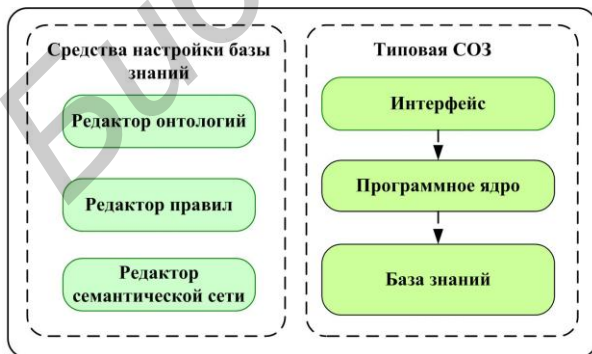 Средства настройки базы
знаний
Редактор онтологий
Редактор правил
Редактор
семантической сети
Типовая СОЗ
Интерфейс
Программное ядро
База знаний